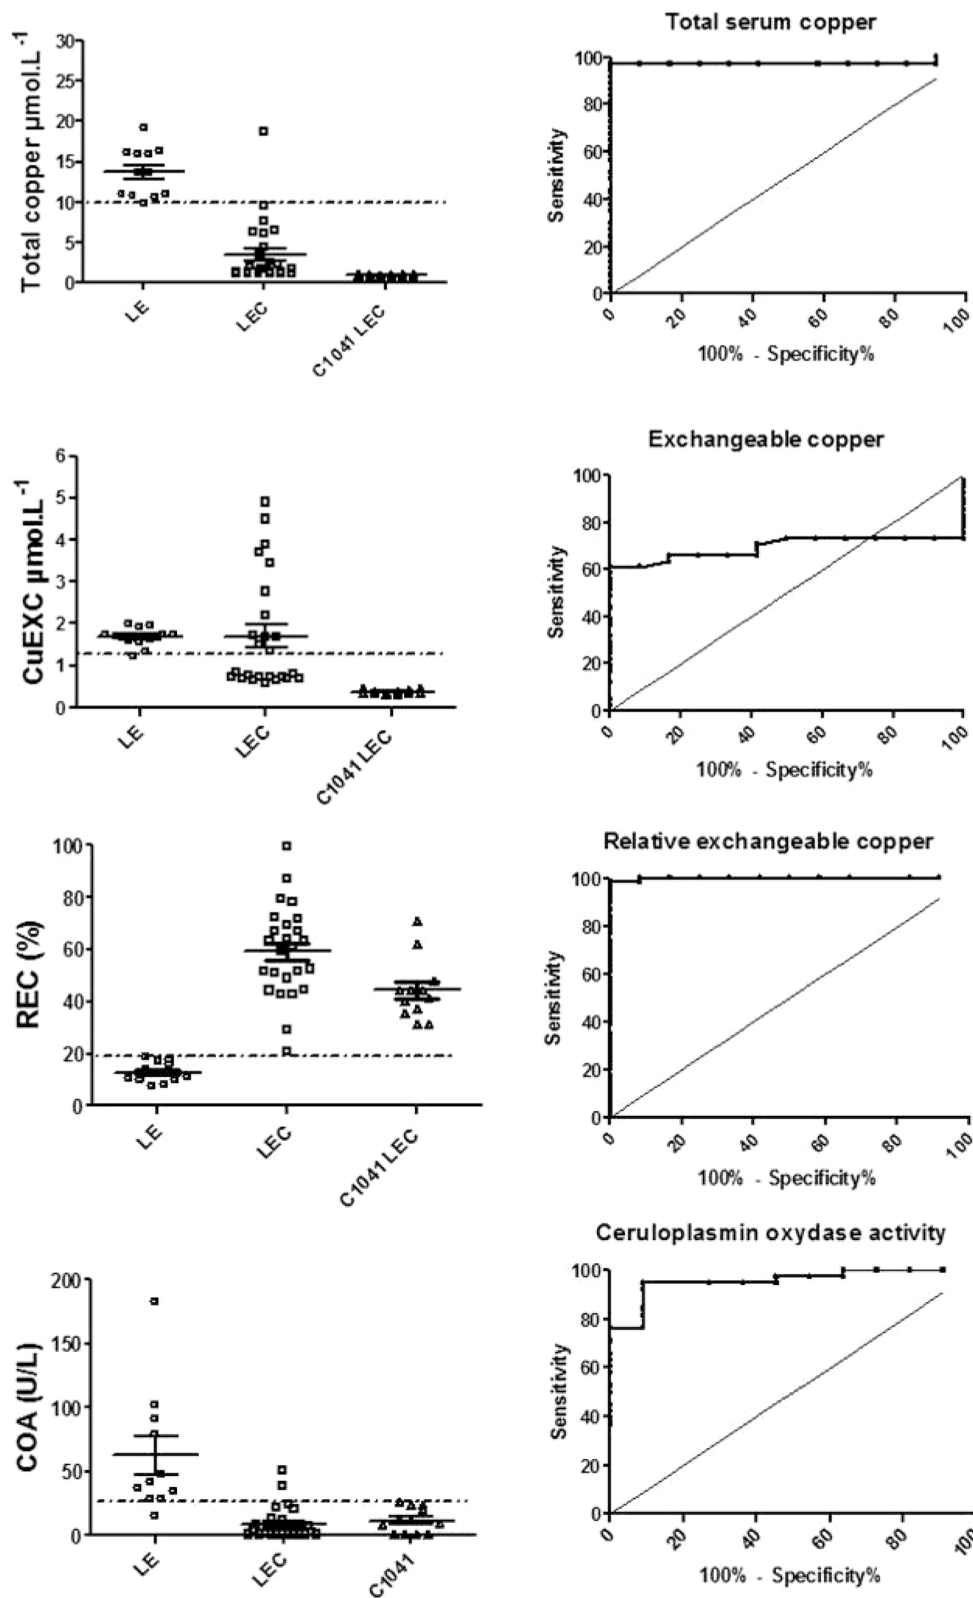 Total serum copper
Total copper µmol.L-1
30
25
20
15
10
5
0
LE
LEC
C1041 LEC
Sensitivity
100
80
60
40
20
0
0
20
40
60
80
100
100% - Specificity%
Exchangeable copper
CuEXC µmol.L-1
6
5
4
3
2
1
0
LE
LEC
C1041 LEC
Sensitivity
100
80
60
40
20
0
0
20
40
60
80
100
100% - Specificity%
Relative exchangeable copper
REC (%)
100
80
60
40
20
0
LE
LEC
C1041 LEC
Sensitivity
100
80
60
40
20
0
0
20
40
60
80
100
100% - Specificity%
Ceruloplasmin oxydase activity
COA (U/L)
200
150
100
50
0
LE
LEC
C1041
Sensitivity
100
80
60
40
20
0
0
20
40
60
80
100% - Specificity%